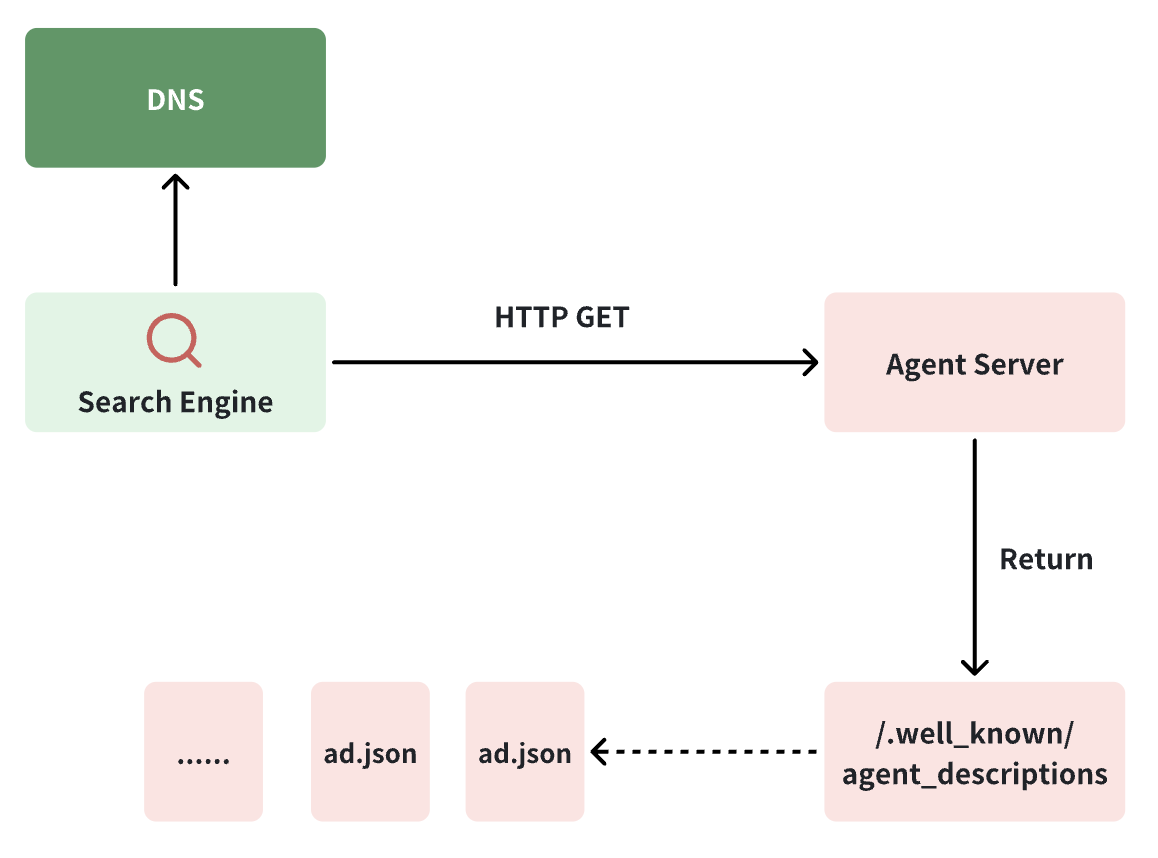 DNS
HTTP GET
Search Engine
Agent Server
Return
/.well_known/
agent_descriptions
ad.json
ad.json
......